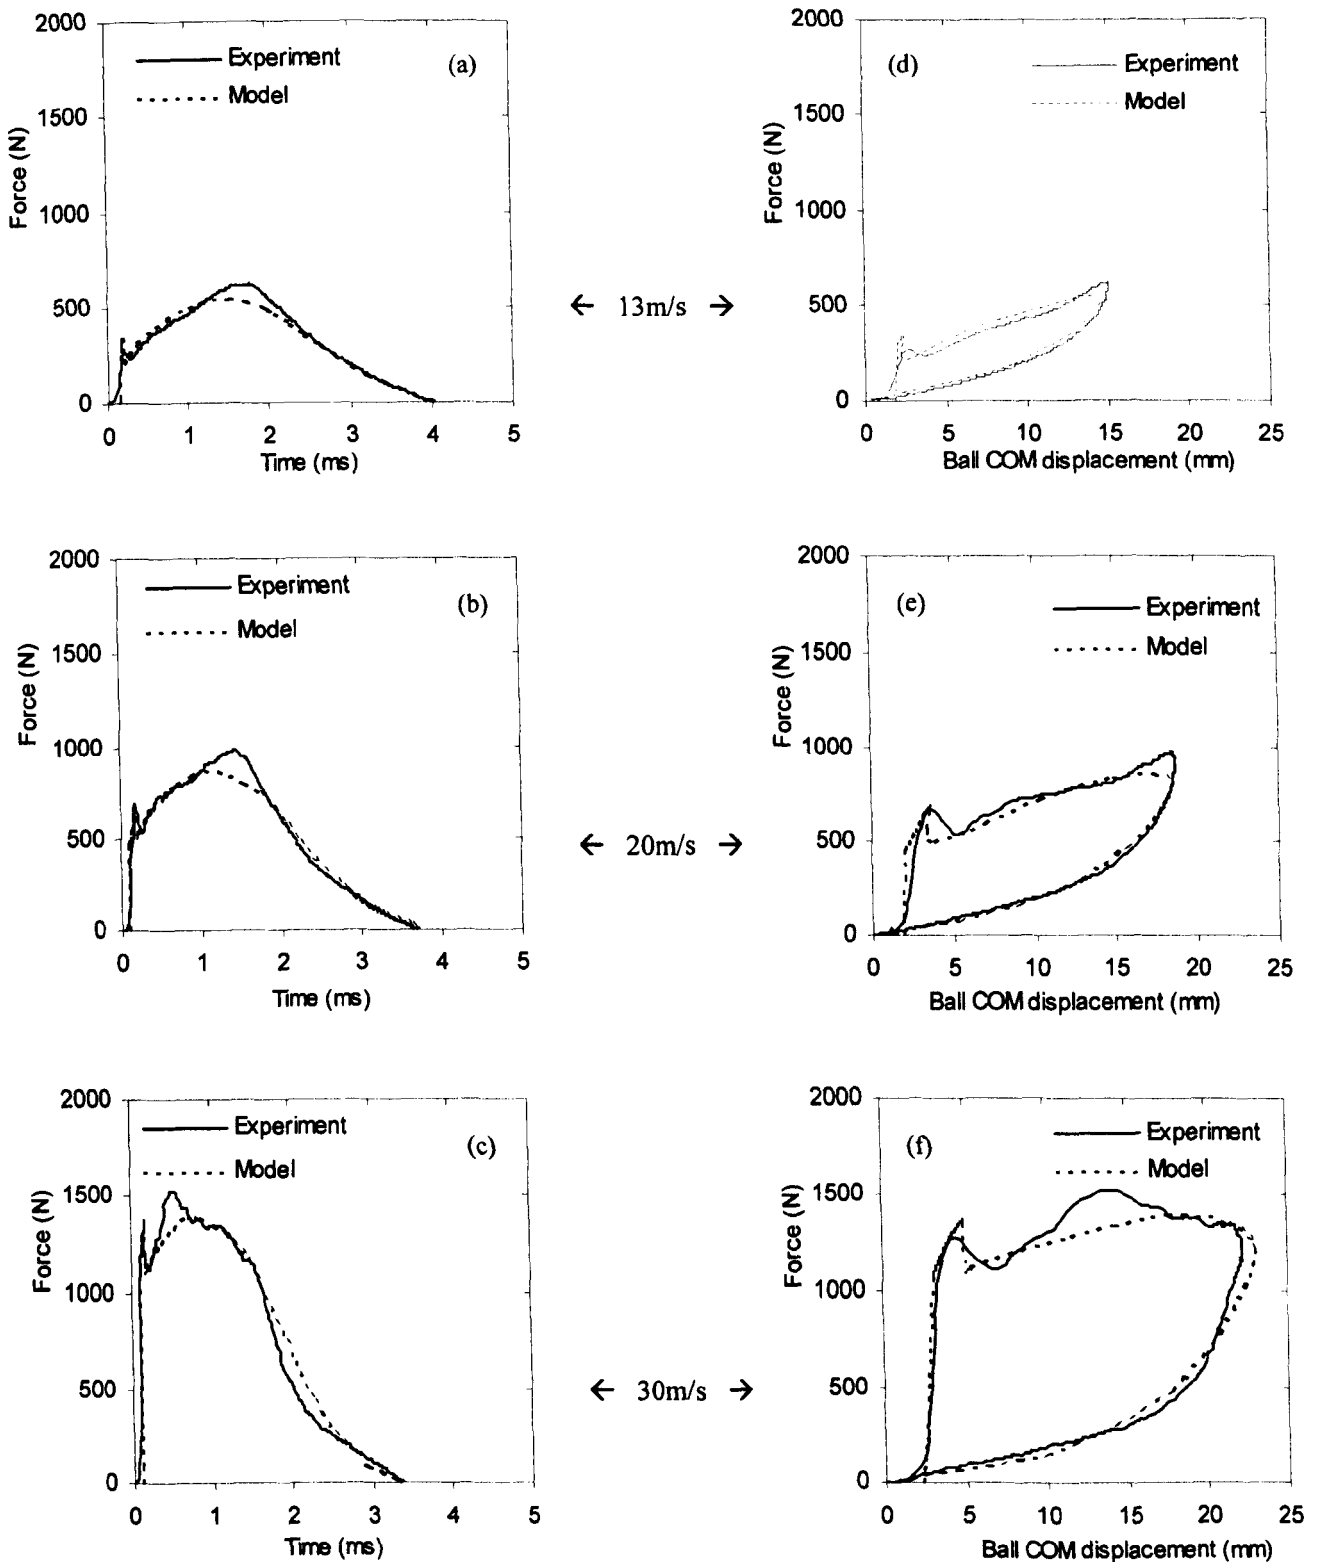 2000
1500
1000
500
0
Force (N)
Experiment
Model
(a)
0 1 2 3 4 5
Time (ms)
← 13m/s →
2000
1500
1000
500
0
Force (N)
(d)
Experiment
Model
0 5 10 15 20 25
Ball COM displacement (mm)
2000
1500
1000
500
0
Force (N)
Experiment
Model
(b)
0 1 2 3 4 5
Time (ms)
← 20m/s →
2000
1500
1000
500
0
Force (N)
(e)
Experiment
Model
0 5 10 15 20 25
Ball COM displacement (mm)
2000
1500
1000
500
0
Force (N)
Experiment
Model
(c)
0 1 2 3 4 5
Time (ms)
← 30m/s →
2000
1500
1000
500
0
Force (N)
(f)
Experiment
Model
0 5 10 15 20 25
Ball COM displacement (mm)